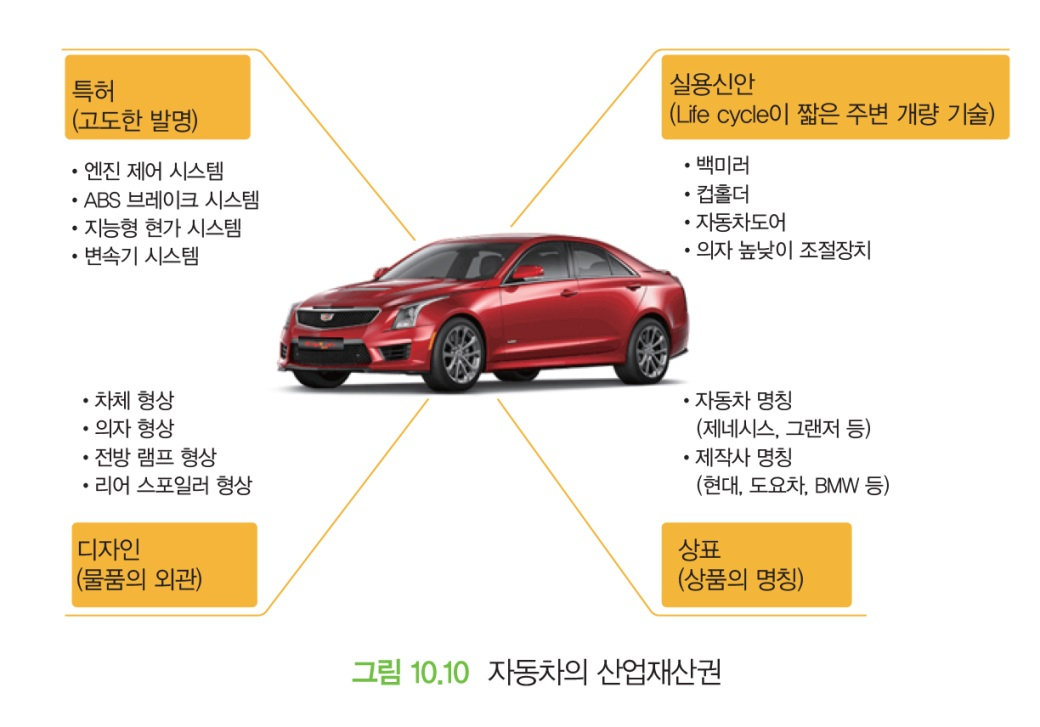 특허
(고도한 발명)
• 엔진 제어 시스템
• ABS 브레이크 시스템
• 지능형 현가 시스템
• 변속기 시스템
실용신안
(Life cycle이 짧은 주변 개량 기술)
• 백미러
• 컵홀더
• 자동차도어
• 의자 높낮이 조절장치
• 차체 형상
• 의자 형상
• 전방 램프 형상
• 리어 스포일러 형상
디자인
(물품의 외관)
• 자동차 명칭
(제네시스, 그랜저 등)
• 제작사 명칭
(현대, 도요차, BMW 등)
상표
(상품의 명칭)
그림 10.10 자동차의 산업재산권